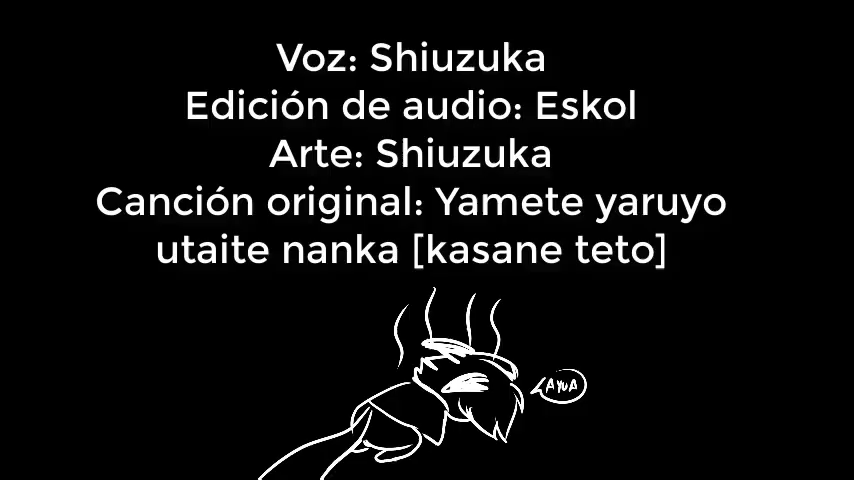 Voz: Shiuzuka
Edición de audio: Eskol
Arte: Shiuzuka
Canción original: Yamete yaruyo
utaite nanka [kasane teto]
AYUA